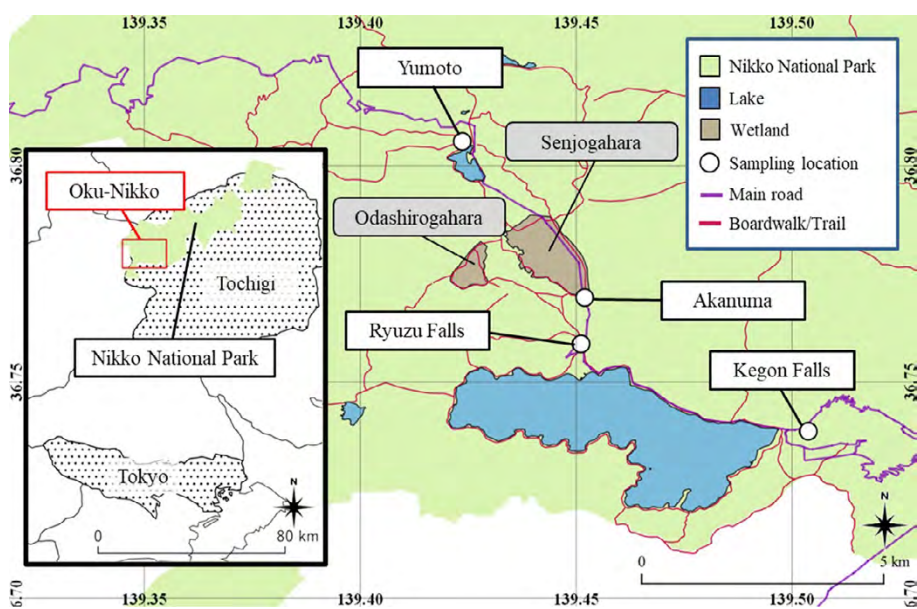 139.35
139.40
139.45
139.50
Yumoto
Nikko National Park
Lake
Wetland
Sampling location
Main road
Boardwalk/Trail
Senjogahara
36.80
36.80
Oku-Nikko
Odashirogahara
Tochigi
Akanuma
Ryuzu Falls
Nikko National Park
Kegon Falls
36.75
36.75
Tokyo
N
N
0
80 km
0
5 km
36.70
36.70
139.35
139.40
139.45
139.50